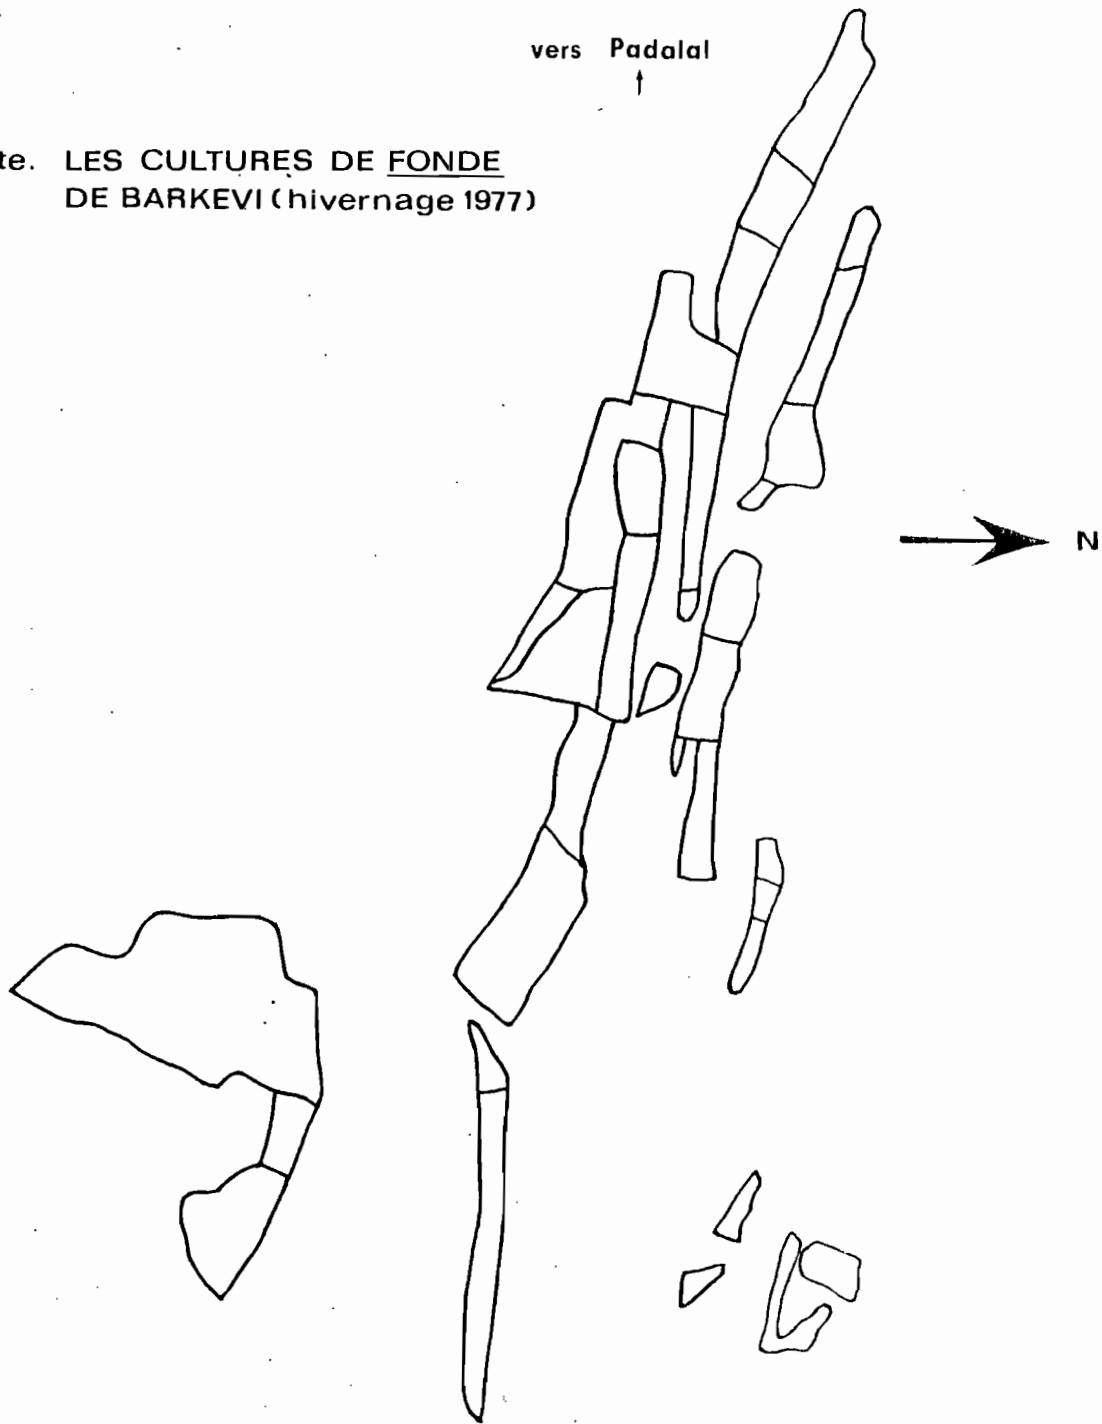 vers Padalal
↑
te. LES CULTURES DE FONDE
DE BARKEVI (hivernage 1977)
N